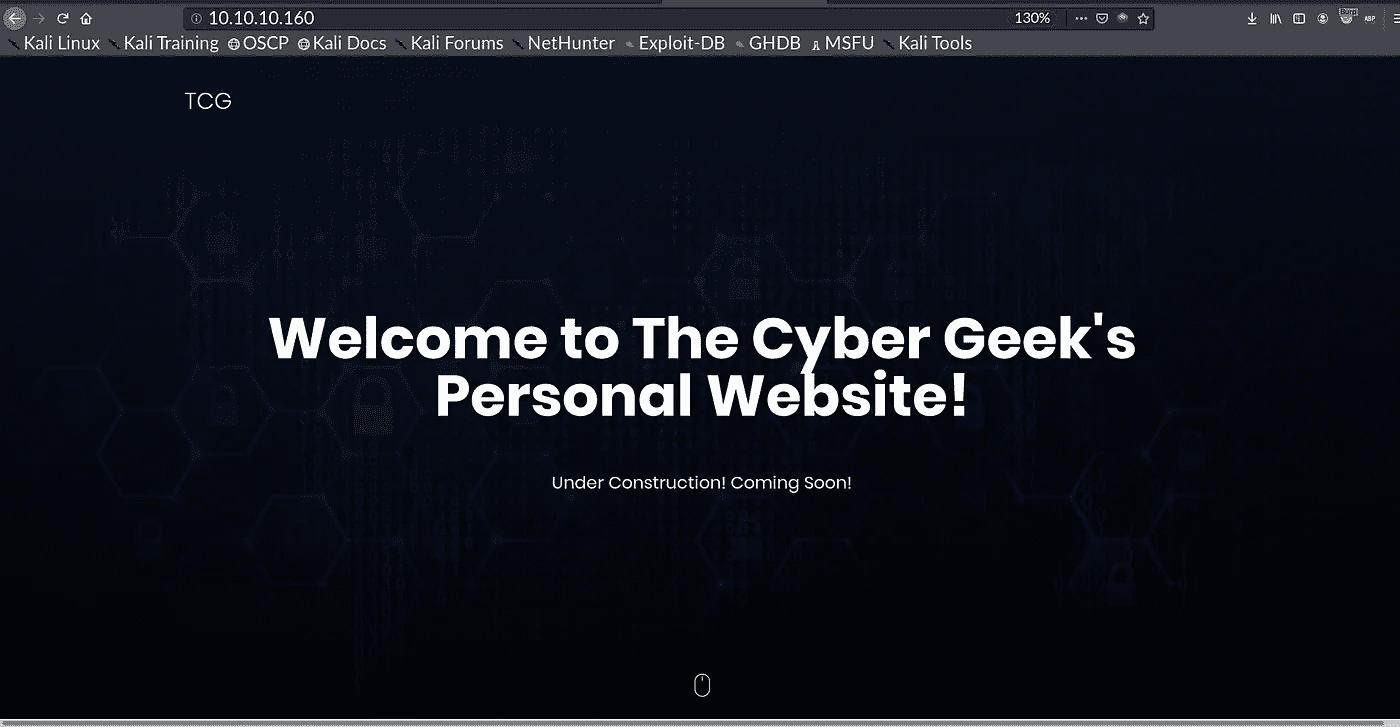 10.10.10.160 130%
Kali Linux Kali Training OSCP Kali Docs Kali Forums NetHunter Exploit-DB GHDB MSFU Kali Tools
TCG
Welcome to The Cyber Geek's
Personal Website!
Under Construction! Coming Soon!